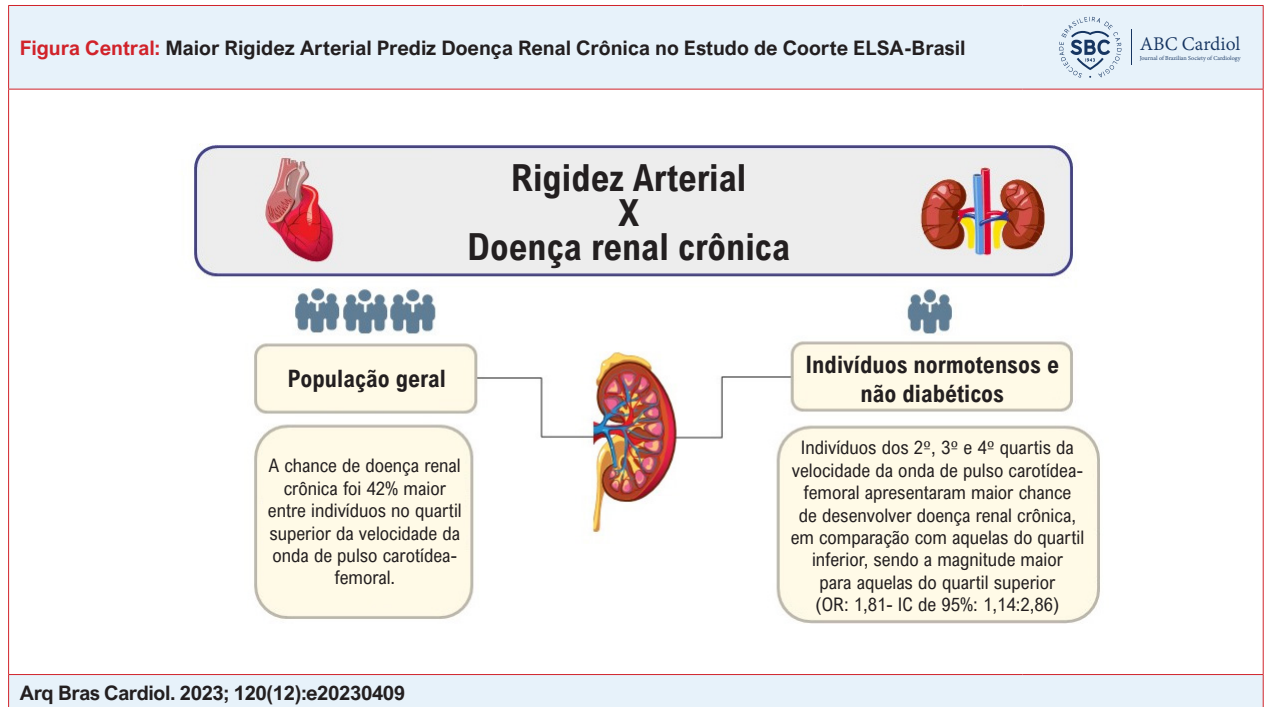 Figura Central: Maior Rigidez Arterial Prediz Doença Renal Crônica no Estudo de Coorte ELSA-Brasil
SOCIEDADE BRASILEIRA DE CARDIOLOGIA
SBC
1943
ABC Cardiol
Journal of Brazilian Society of Cardiology
Rigidez Arterial
X
Doença renal crônica
População geral
A chance de doença renal
crônica foi 42% maior
entre indivíduos no quartil
superior da velocidade da
onda de pulso carotídea-
femoral.
Indivíduos normotensos e
não diabéticos
Indivíduos dos 2º, 3º e 4º quartis da
velocidade da onda de pulso carotídea-
femoral apresentaram maior chance
de desenvolver doença renal crônica,
em comparação com aquelas do quartil
inferior, sendo a magnitude maior
para aquelas do quartil superior
(OR: 1,81- IC de 95%: 1,14:2,86)
Arq Bras Cardiol. 2023; 120(12):e20230409